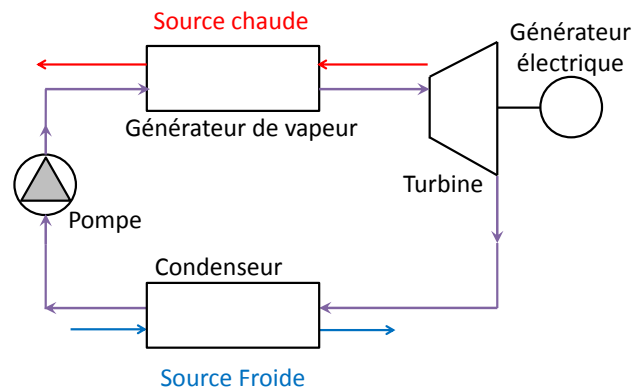 Source chaude
Générateur
électrique
Générateur de vapeur
Turbine
Pompe
Condenseur
Source Froide